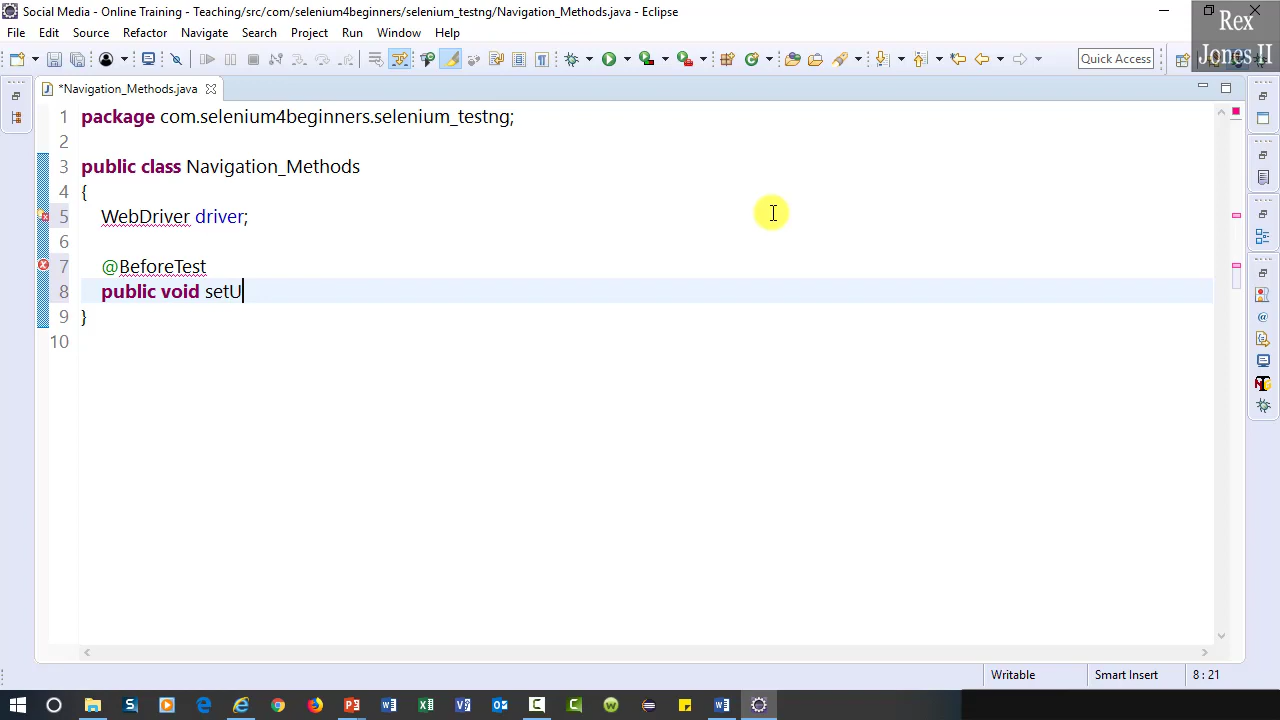 Social Media - Online Training - Teaching/src/com/selenium4beginners/selenium_testng/Navigation_Methods.java - Eclipse
Rex
Jones II
File Edit Source Refactor Navigate Search Project Run Window Help
Quick Access
*Navigation_Methods.java
1 package com.selenium4beginners.selenium_testng;
2
3 public class Navigation_Methods
4 {
5 WebDriver driver;
6
7 @BeforeTest
8 public void setU
9 }
10
Writable Smart Insert 8 : 21